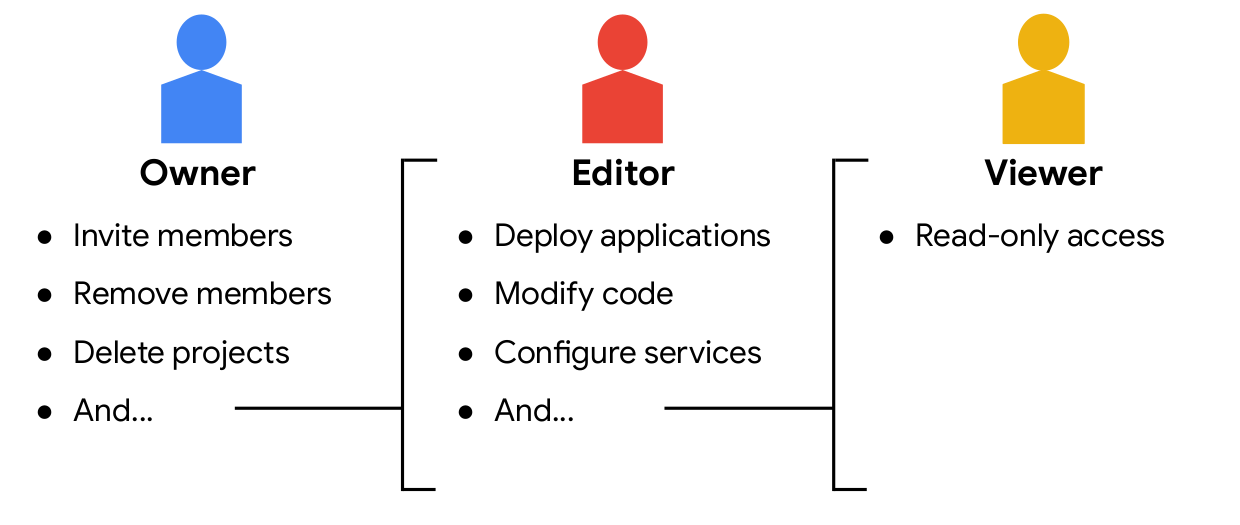 Owner
● Invite members
● Remove members
● Delete projects
● And...
Editor
● Deploy applications
● Modify code
● Configure services
● And...
Viewer
● Read-only access